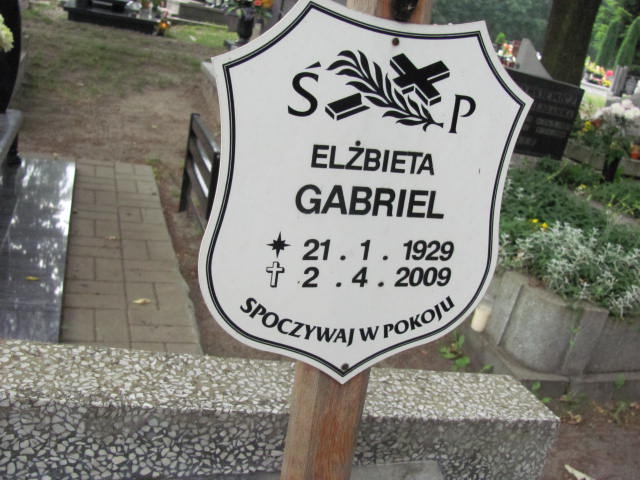 Ś P
ELŻBIETA
GABRIEL
21 . 1 . 1929
2 . 4 . 2009
SPOCZYWAJ W POKOJU